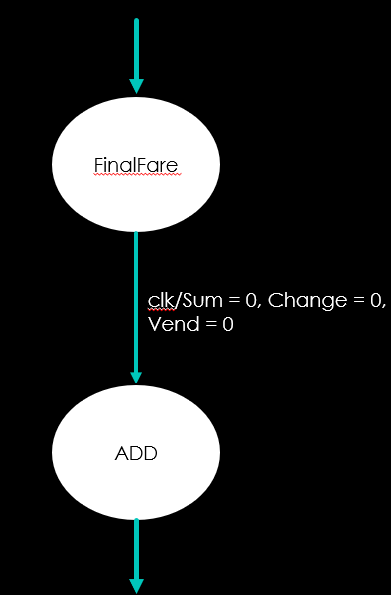 FinalFare
clk/Sum = 0, Change = 0,
Vend = 0
ADD